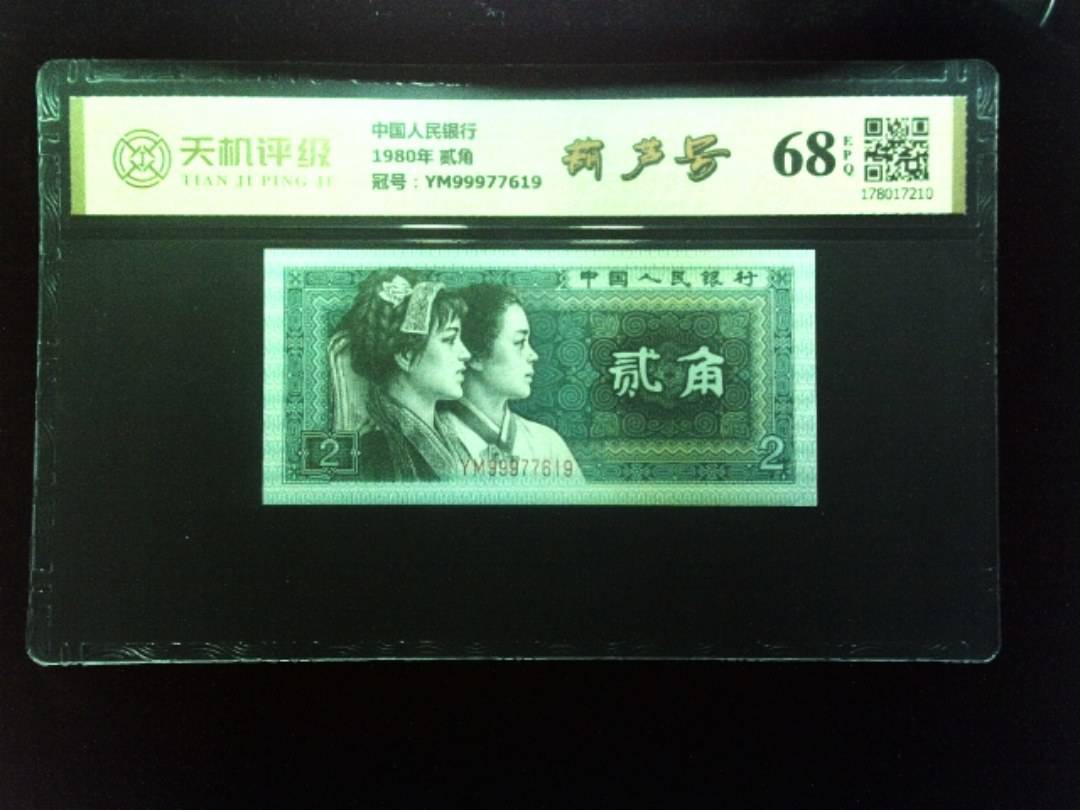 天机评级
TIAN JI PING JI
中国人民银行
1980年 贰角
冠号：YM99977619
葫芦号
68
EPQ
178017210
中国人民银行
贰角
2
2
YM99977619